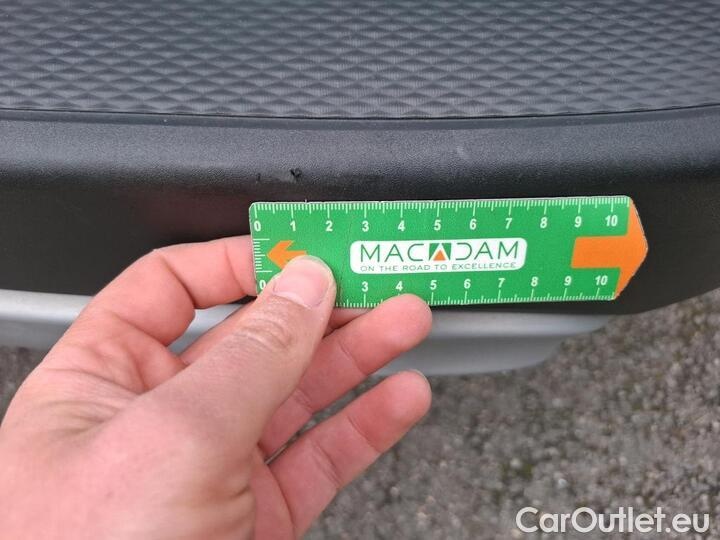 0 1 2 3 4 5 6 7 8 9 10
MACADAM
ON THE ROAD TO EXCELLENCE
0 3 4 5 6 7 8 9 10
CarOutlet.eu